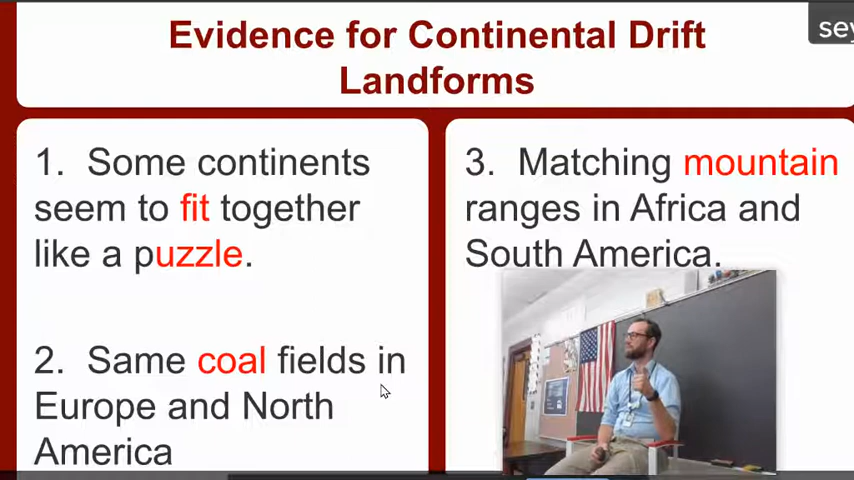 Evidence for Continental Drift
Landforms
1. Some continents
seem to fit together
like a puzzle.
2. Same coal fields in
Europe and North
America
3. Matching mountain
ranges in Africa and
South America.